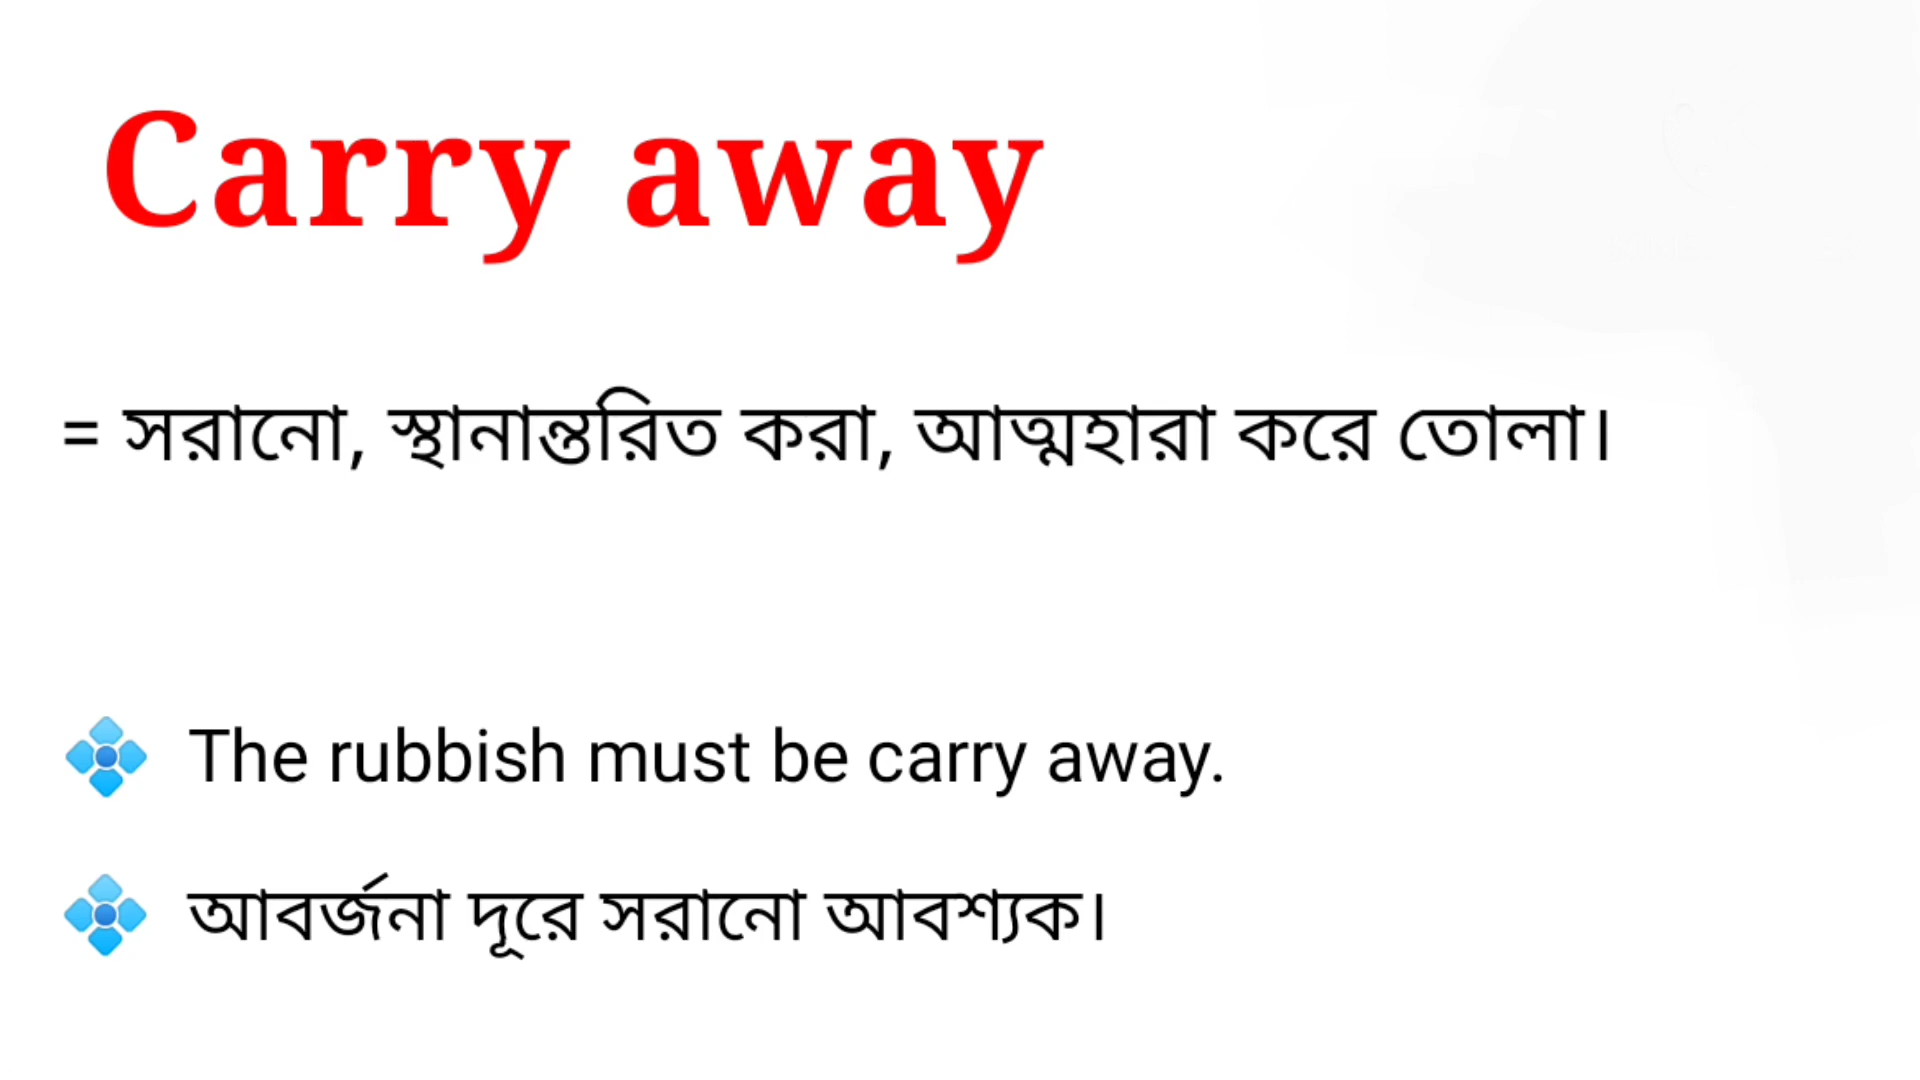 Carry away
= সরানো, স্থানান্তরিত করা, আত্মহারা করে তোলা।
The rubbish must be carry away.
আবর্জনা দূরে সরানো আবশ্যক।